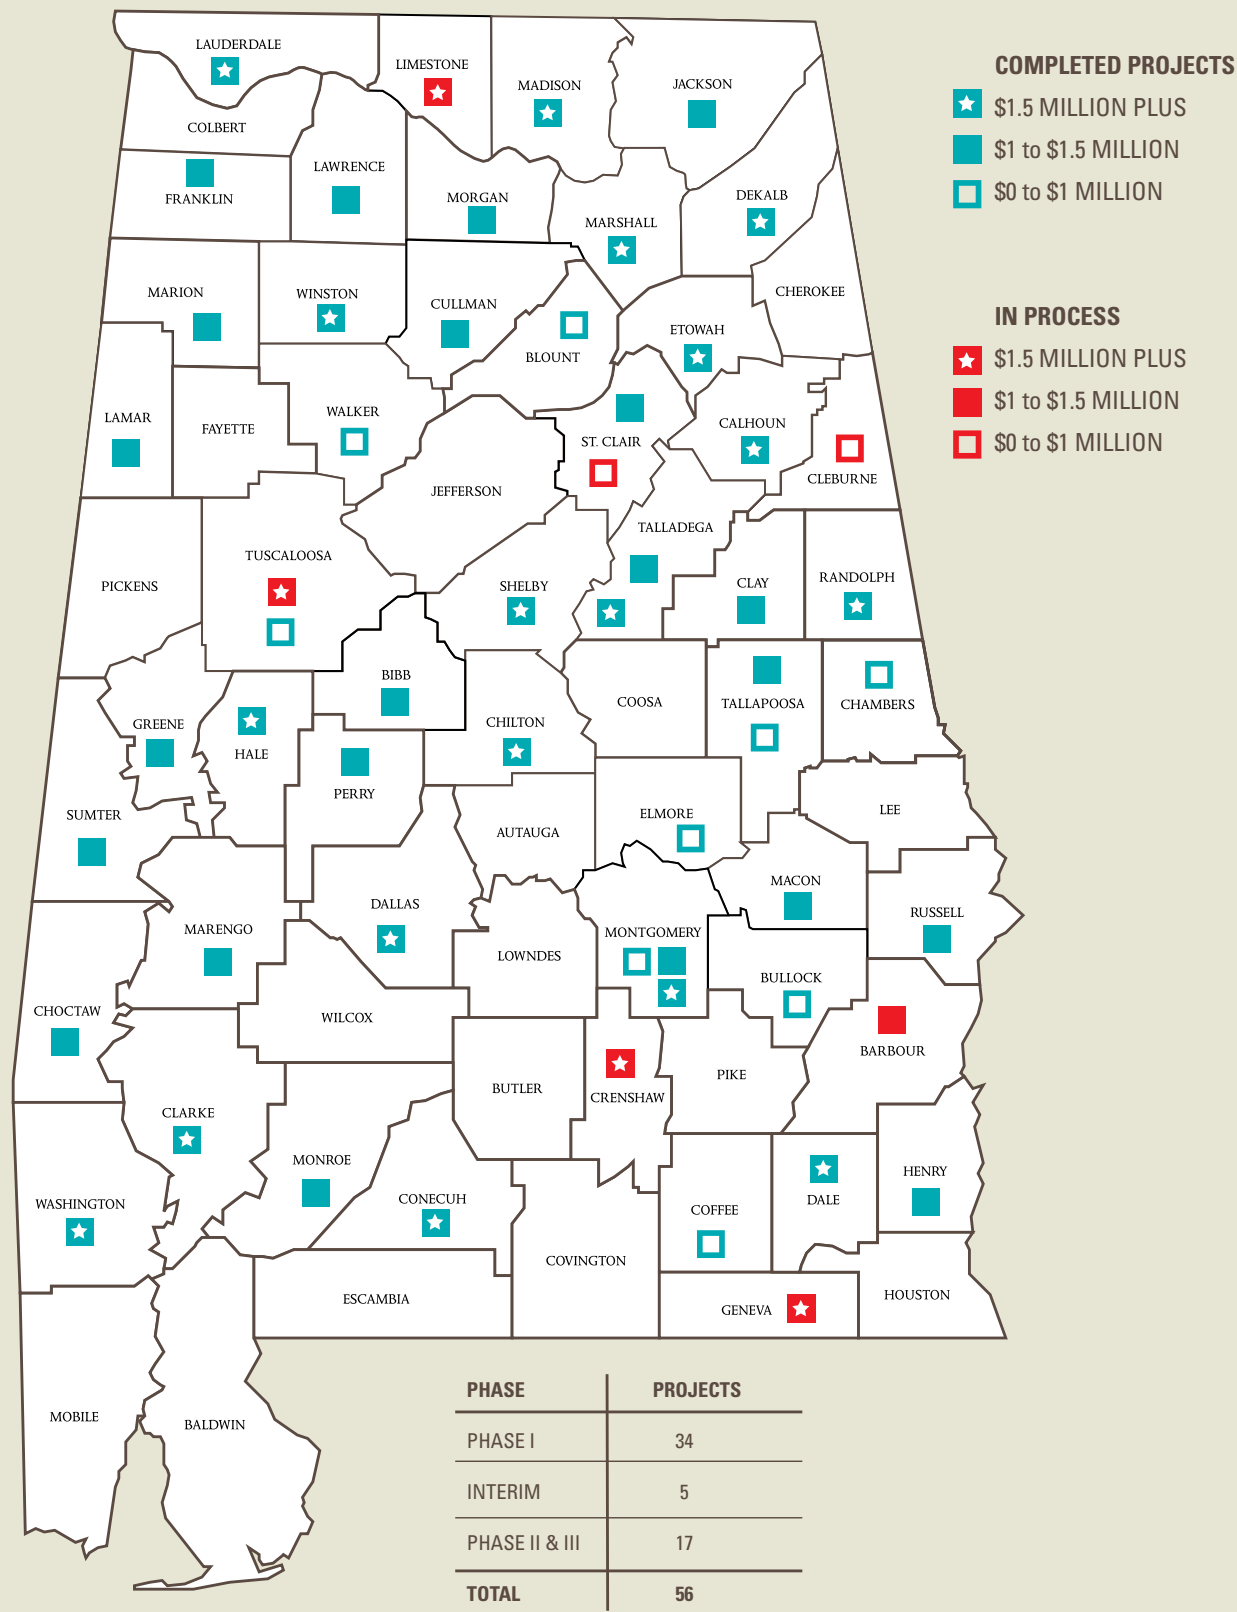 LAUDERDALE
LIMESTONE
MADISON
JACKSON
COLBERT
LAWRENCE
FRANKLIN
MORGAN
MARSHALL
DEKALB
CHEROKEE
MARION
WINSTON
CULLMAN
BLOUNT
ETOWAH
LAMAR
FAYETTE
WALKER
ST. CLAIR
CALHOUN
CLEBURNE
JEFFERSON
TALLADEGA
PICKENS
TUSCALOOSA
SHELBY
CLAY
RANDOLPH
BIBB
COOSA
TALLAPOOSA
CHAMBERS
GREENE
HALE
CHILTON
PERRY
SUMTER
AUTAUGA
ELMORE
LEE
MACON
DALLAS
RUSSELL
MARENGO
LOWNDES
MONTGOMERY
BULLOCK
CHOCTAW
WILCOX
BARBOUR
PIKE
BUTLER
CRENSHAW
CLARKE
MONROE
CONECUH
HENRY
WASHINGTON
COFFEE
DALE
COVINGTON
ESCAMBIA
GENEVA
HOUSTON
MOBILE
BALDWIN
COMPLETED PROJECTS
$1.5 MILLION PLUS
$1 to $1.5 MILLION
$0 to $1 MILLION
IN PROCESS
$1.5 MILLION PLUS
$1 to $1.5 MILLION
$0 to $1 MILLION
PHASE PROJECTS
PHASE I 34
INTERIM 5
PHASE II & III 17
TOTAL 56